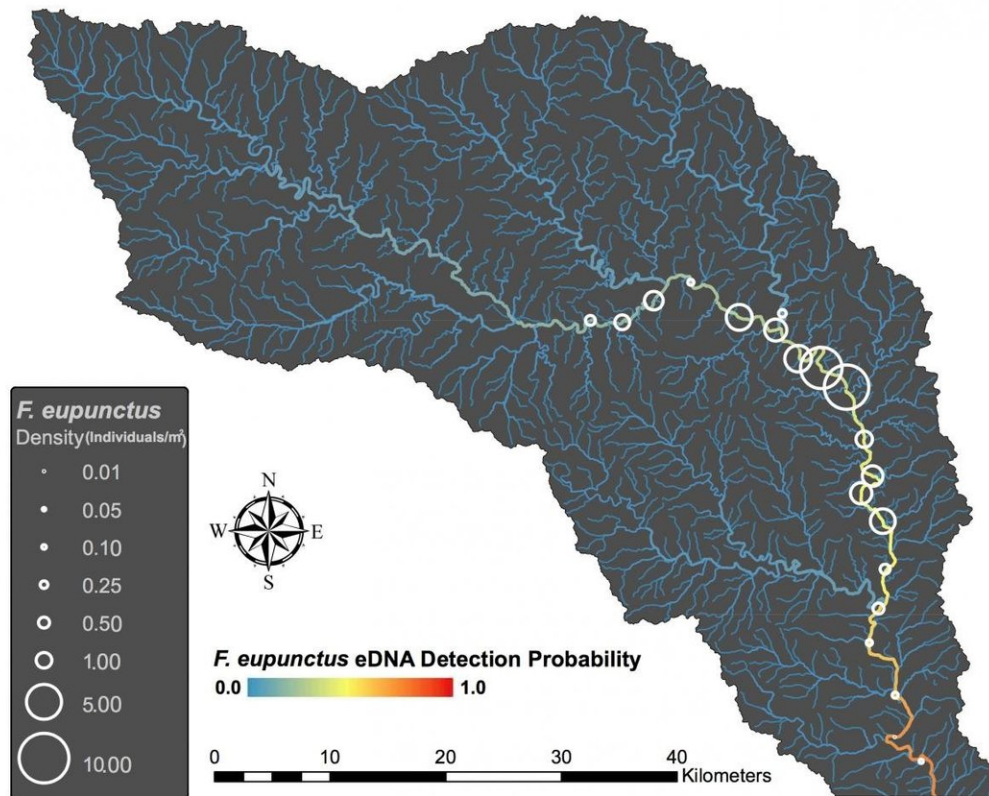 F. eupunctus
Density(Individuals/m²)
0.01
0.05
0.10
0.25
0.50
1.00
5.00
10.00
N
W E
S
F. eupunctus eDNA Detection Probability
0.0 1.0
0 10 20 30 40
Kilometers